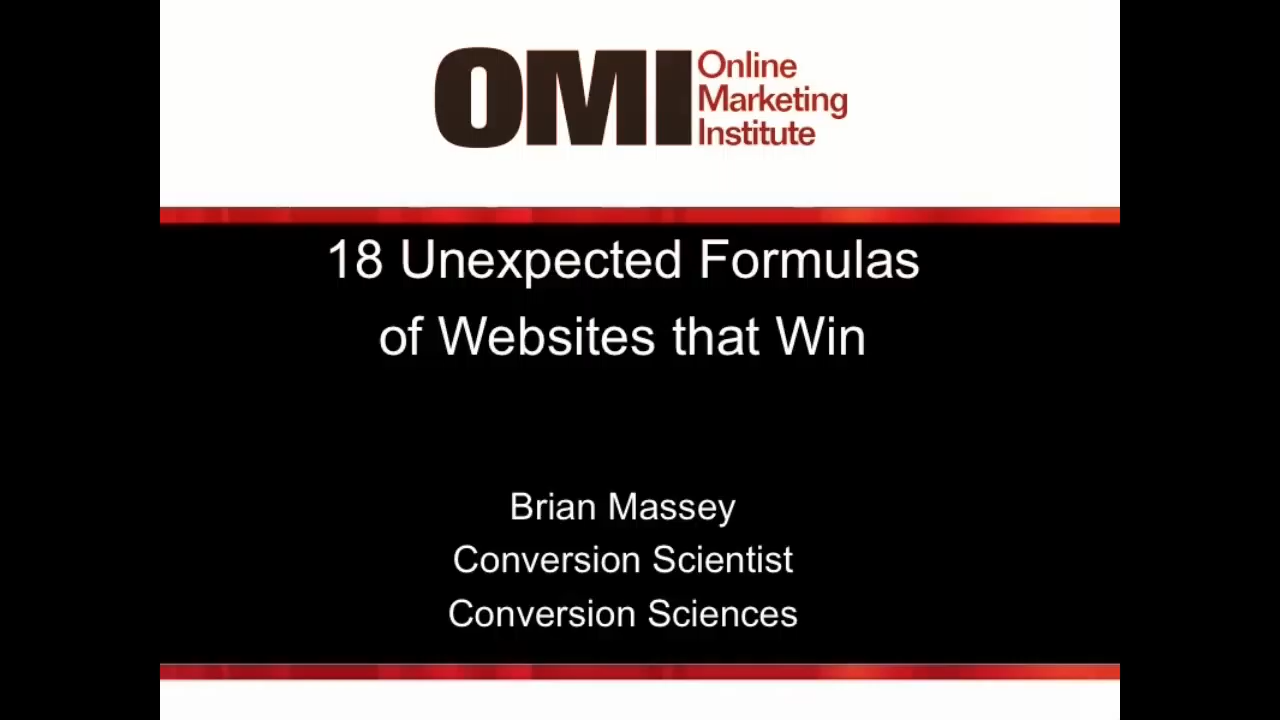 OMI
Online
Marketing
Institute
18 Unexpected Formulas
of Websites that Win
Brian Massey
Conversion Scientist
Conversion Sciences